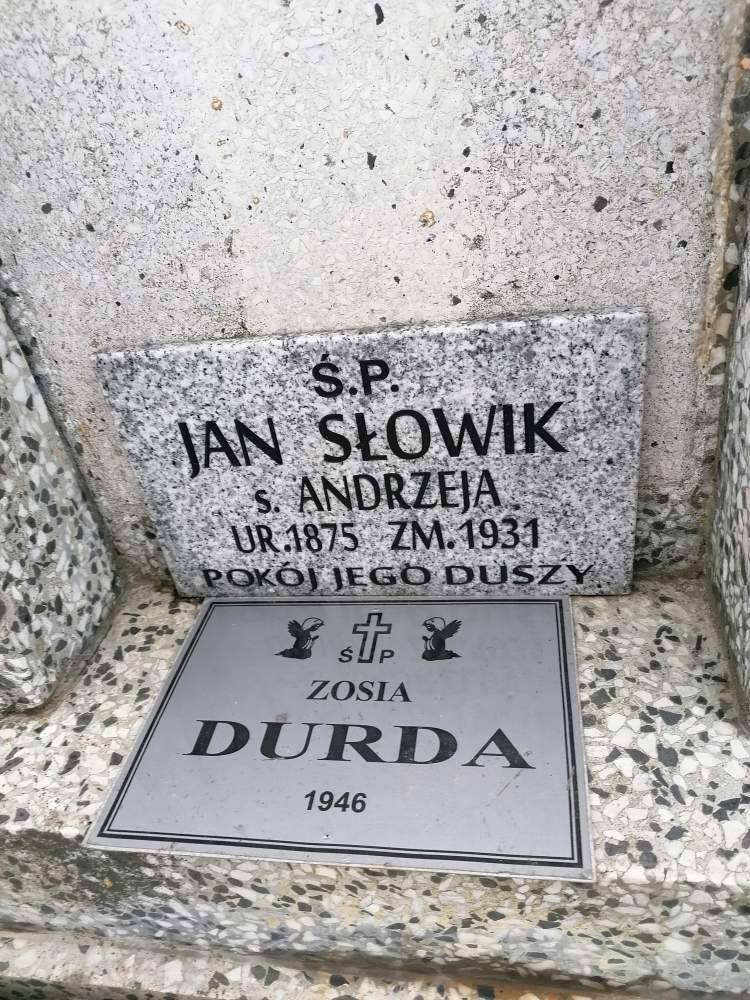 Ś.P.
JAN SŁOWIK
s. ANDRZEJA
UR.1875 ZM.1931
POKÓJ JEGO DUSZY.
Ś P
ZOSIA
DURDA
1946